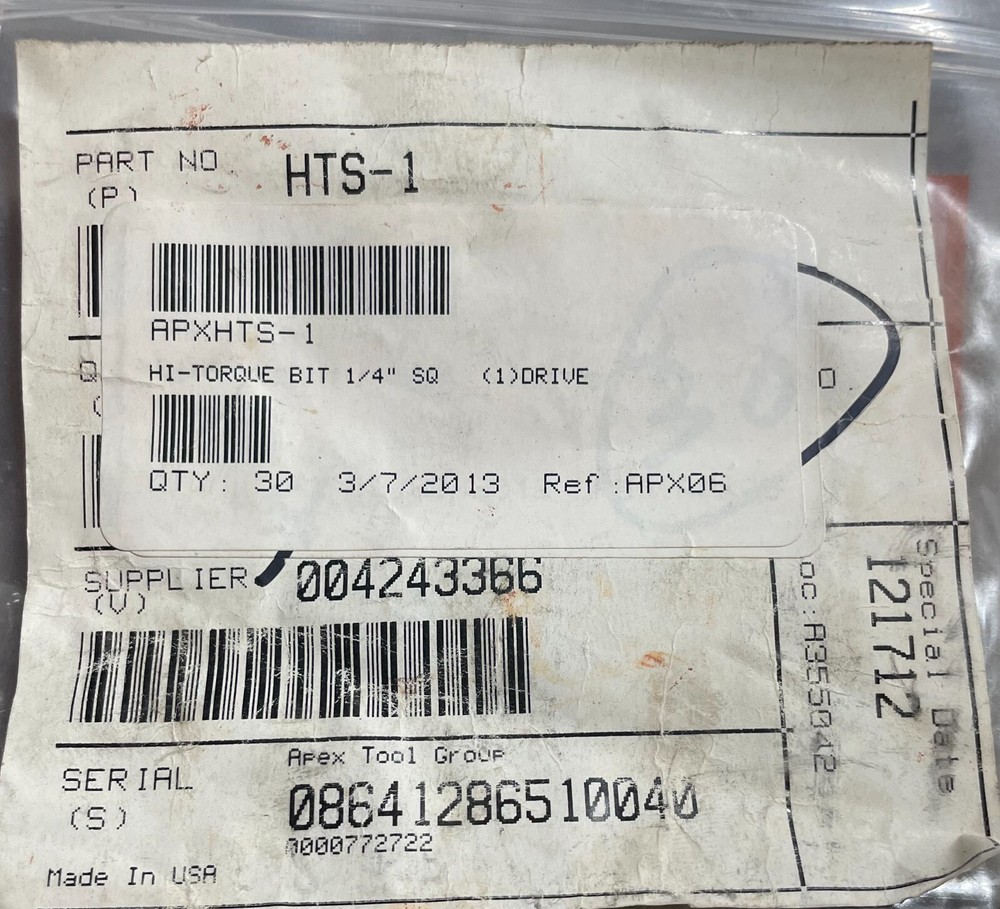 PART NO HTS-1
(P)
APXHTS-1
HI-TORQUE BIT 1/4" SQ (1)DRIVE
QTY: 30 3/7/2013 Ref:APX06
Q
(
O
SUPPLIER 004243366
(V)
Apex Tool Group
SERIAL 08641286510040
(S)
0000772722
Made In USA
Special Date
121712
oc:A355042